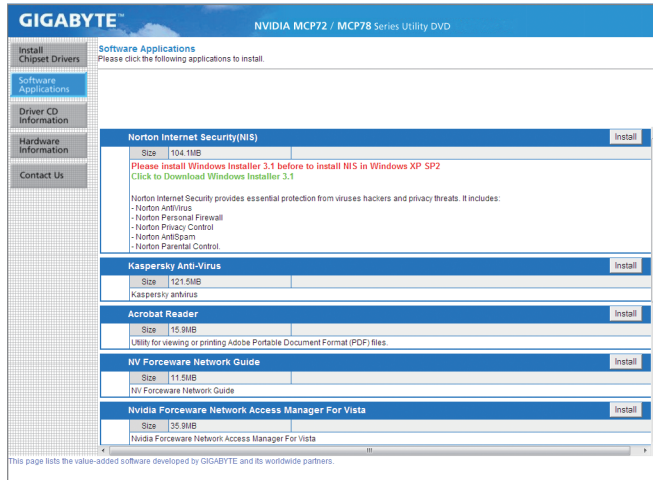 GIGABYTE™
NVIDIA MCP72 / MCP78 Series Utility DVD
Install
Chipset Drivers
Software
Applications
Driver CD
Information
Hardware
Information
Contact Us
Software Applications
Please click the following applications to install.
Norton Internet Security(NIS)
Install
Size 104.1MB
Please install Windows Installer 3.1 before to install NIS in Windows XP SP2
Click to Download Windows Installer 3.1
Norton Internet Security provides essential protection from viruses hackers and privacy threats. It includes:
- Norton AntiVirus
- Norton Personal Firewall
- Norton Privacy Control
- Norton AntiSpam
- Norton Parental Control.
Kaspersky Anti-Virus
Install
Size 121.5MB
Kaspersky antvirus
Acrobat Reader
Install
Size 15.9MB
Utility for viewing or printing Adobe Portable Document Format (PDF) files.
NV Forceware Network Guide
Install
Size 11.5MB
NV Forceware Network Guide
Nvidia Forceware Network Access Manager For Vista
Install
Size 35.9MB
Nvidia Forceware Network Access Manager For Vista
This page lists the value-added software developed by GIGABYTE and its worldwide partners.